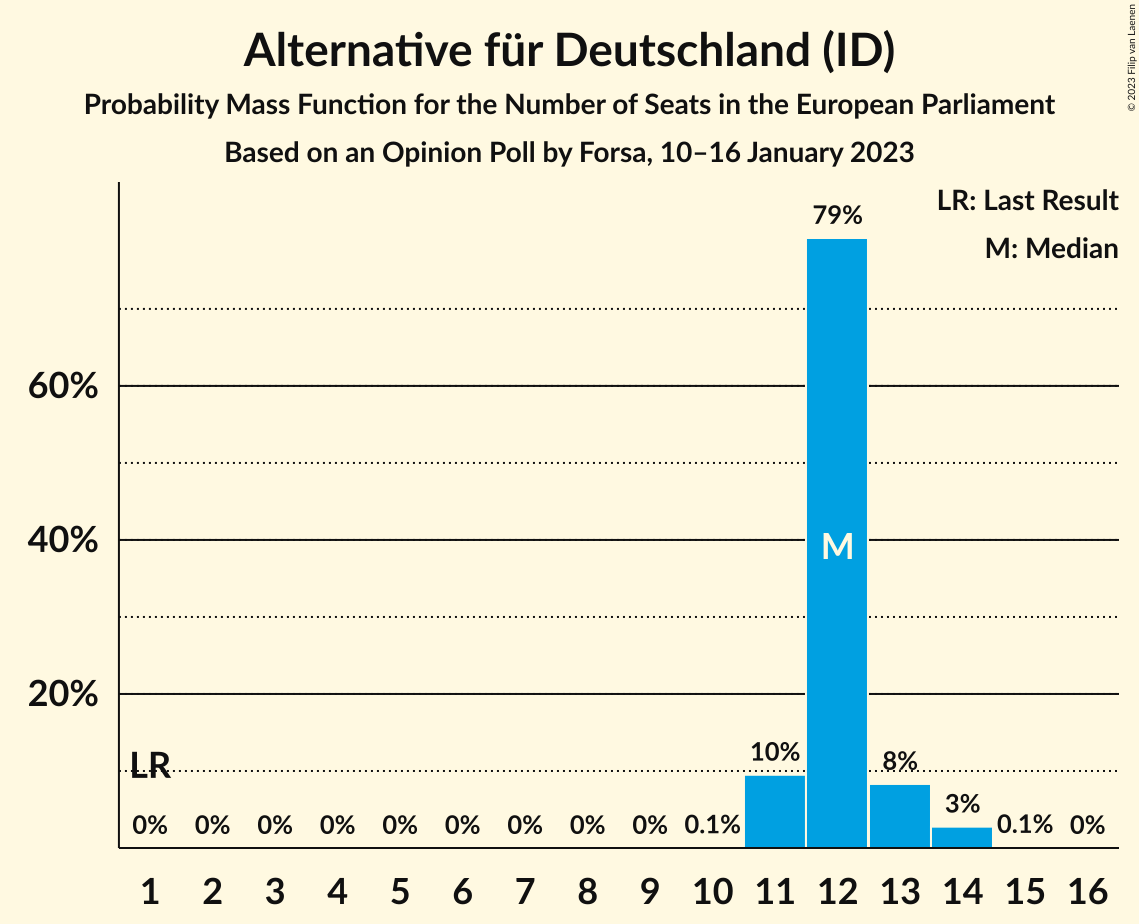 Alternative für Deutschland (ID)
Probability Mass Function for the Number of Seats in the European Parliament
Based on an Opinion Poll by Forsa, 10–16 January 2023
© 2023 Filip van Laenen
LR: Last Result
M: Median
79%
60%
40%
M
20%
LR
0% 0% 0% 0% 0% 0% 0% 0% 0% 0.1% 10% 8% 3% 0.1% 0%
1 2 3 4 5 6 7 8 9 10 11 12 13 14 15 16